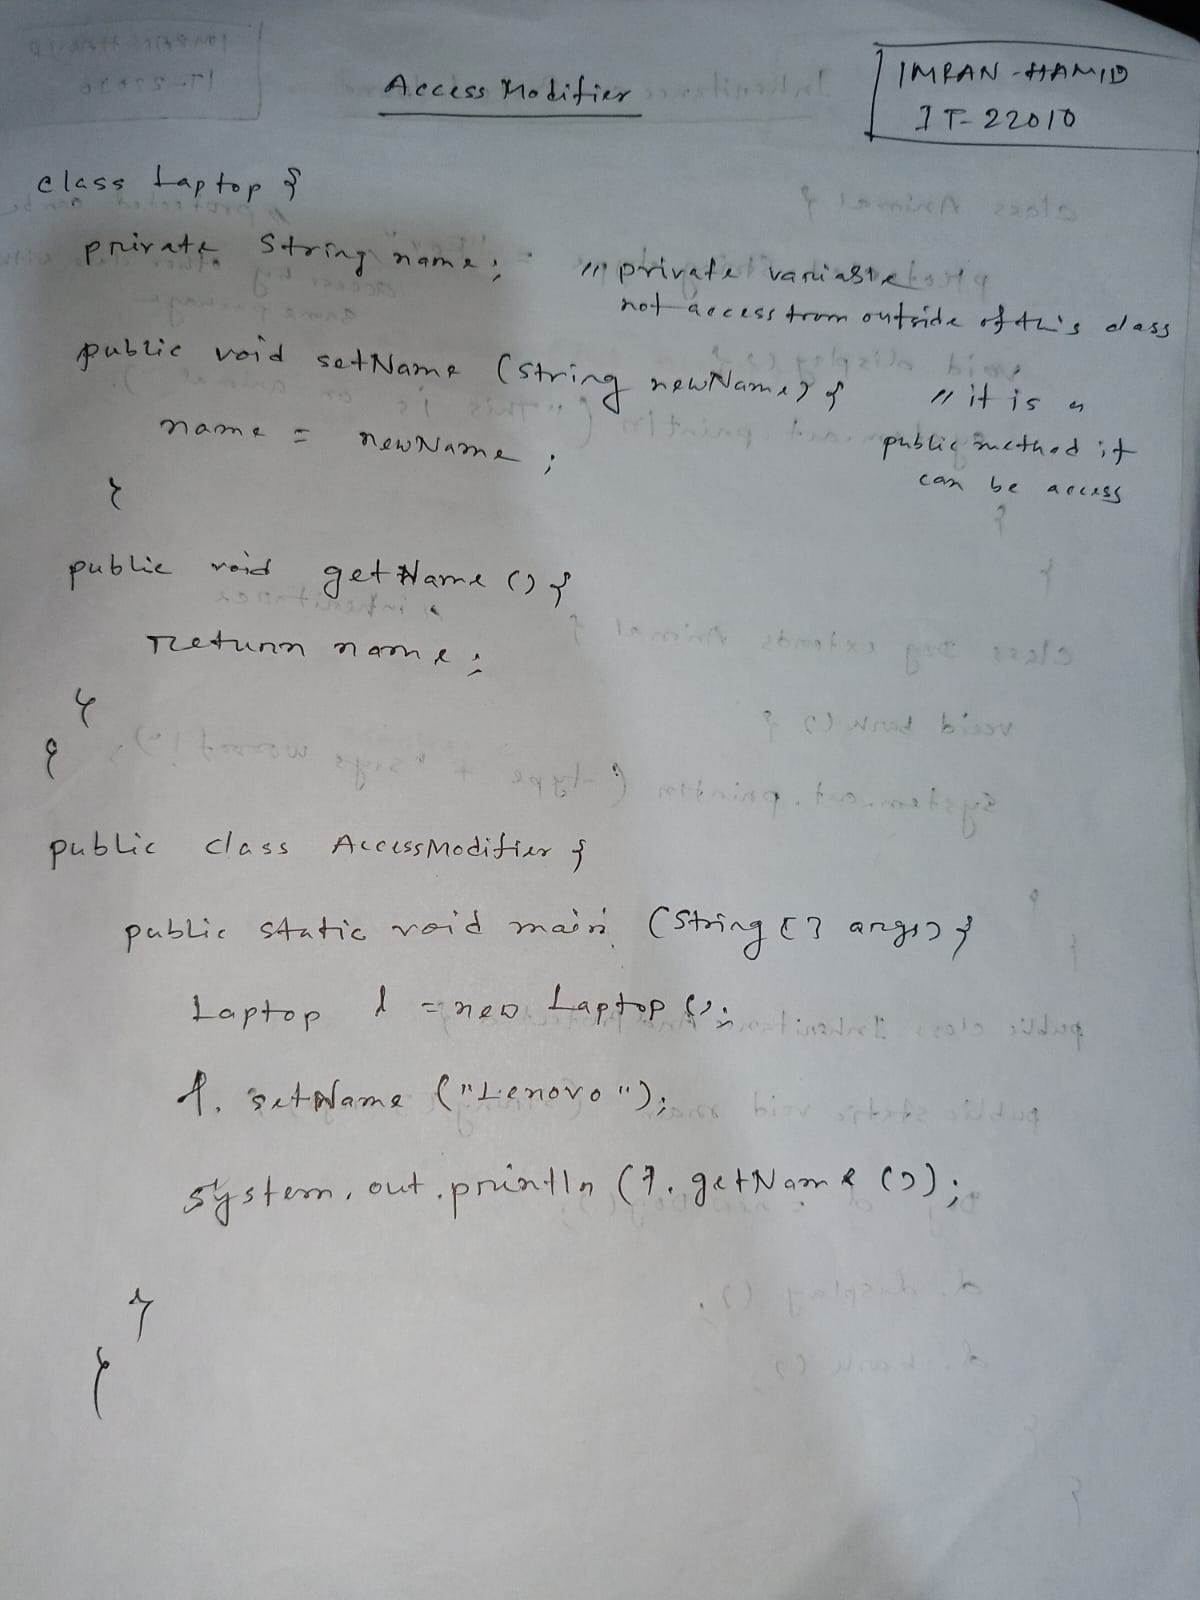 Access Modifier
IMRAN-HAMID
IT-22010
class Laptop {
private String name; // private variable
not access from outside of this class
public void setName (String newName) { // it is a
name = newName; public method it
can be access
}
public void getName () {
return name;
}
}
public class AccessModifier {
public static void main (String [] args) {
Laptop l = new Laptop ();
l. setName ("Lenovo");
system. out. println (l. getName ());
}
}